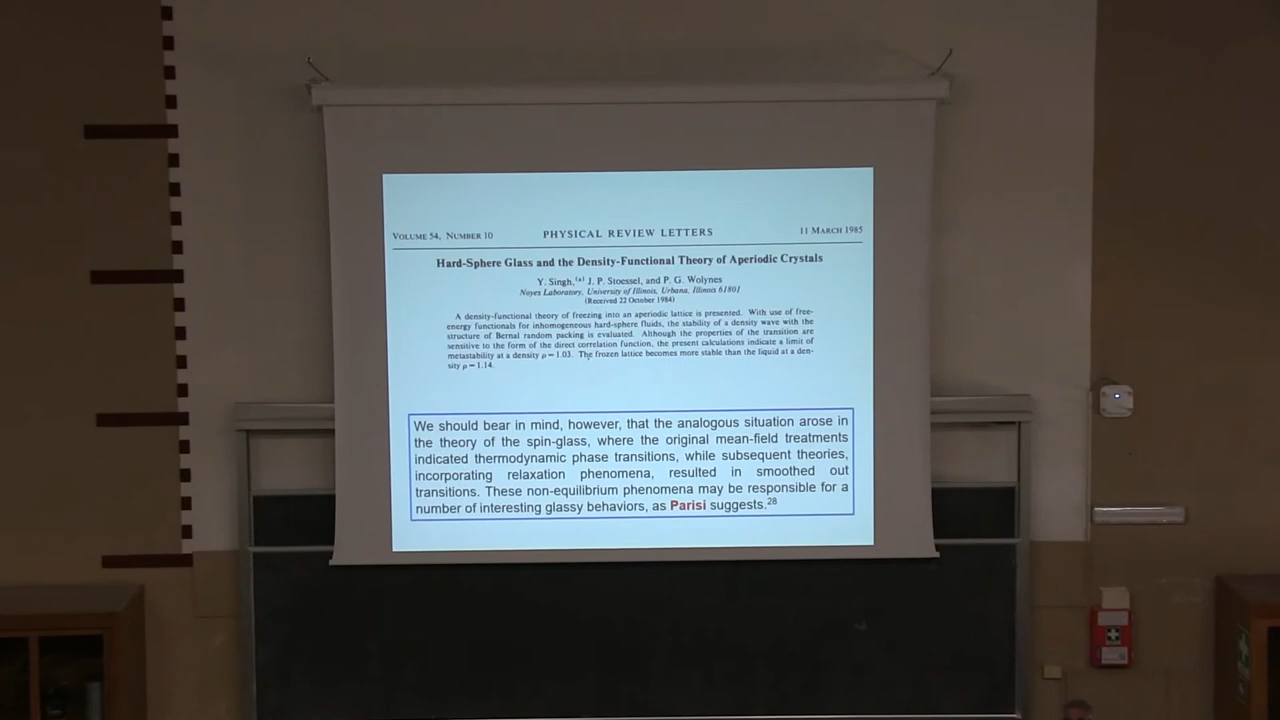 VOLUME 54, NUMBER 10 PHYSICAL REVIEW LETTERS 11 MARCH 1985
Hard-Sphere Glass and the Density-Functional Theory of Aperiodic Crystals
Y. Singh,(a) J. P. Stoessel, and P. G. Wolynes
Noyes Laboratory, University of Illinois, Urbana, Illinois 61801
(Received 22 October 1984)
A density-functional theory of freezing into an aperiodic lattice is presented. With use of free-
energy functionals for inhomogeneous hard-sphere fluids, the stability of a density wave with the
structure of Bernal random packing is evaluated. Although the properties of the transition are
sensitive to the form of the direct correlation function, the present calculations indicate a limit of
metastability at a density ρ = 1.03. The frozen lattice becomes more stable than the liquid at a den-
sity ρ = 1.14.
We should bear in mind, however, that the analogous situation arose in
the theory of the spin-glass, where the original mean-field treatments
indicated thermodynamic phase transitions, while subsequent theories,
incorporating relaxation phenomena, resulted in smoothed out
transitions. These non-equilibrium phenomena may be responsible for a
number of interesting glassy behaviors, as Parisi suggests.28